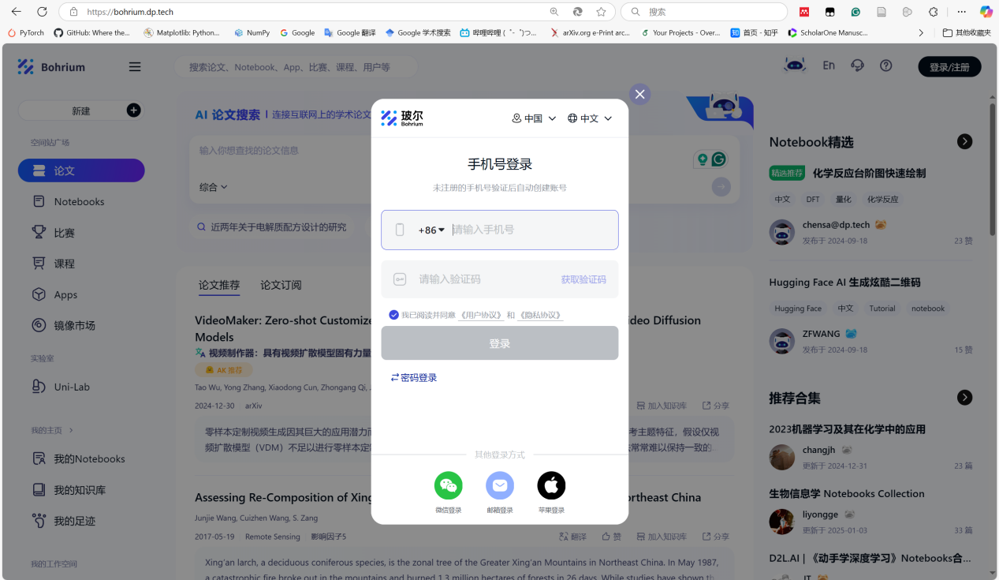 https://bohrium.dp.tech
搜索
PyTorch
GitHub: Where the...
Matplotlib: Python...
NumPy
Google
Google 翻译
Google 学术搜索
哔哩哔哩 (゜-゜)つ...
arXiv.org e-Print arc...
Your Projects - Over...
首页 - 知乎
ScholarOne Manusc...
其他收藏夹
Bohrium
搜索论文、Notebook、App、比赛、课程、用户等
En
登录/注册
新建
空间站广场
论文
Notebooks
比赛
课程
Apps
镜像市场
实验室
Uni-Lab
我的主页
我的Notebooks
我的知识库
我的足迹
我的工作空间
AI 论文搜索 | 连接互联网上的学术论文
输入你想查找的论文信息
综合
近两年关于电解质配方设计的研究
论文推荐 论文订阅
VideoMaker: Zero-shot Customize
ideo Diffusion
Models
视频制作器：具有视频扩散模型固有力量
AK 推荐
Tao Wu, Yong Zhang, Xiaodong Cun, Zhongang Qi,
2024-12-30 arXiv
加入知识库 分享
零样本定制视频生成因其巨大的应用潜力而
考主题特征，假设仅视
频扩散模型（VDM）不足以进行零样本定
常常难以保持一致的...
Assessing Re-Composition of Xing
rtheast China
Junjie Wang, Cuizhen Wang, S. Zang
2017-05-19 Remote Sensing 影响因子5
翻译 赞 加入知识库 分享
Xing'an larch, a deciduous coniferous species, is the zonal tree of the Greater Xing'an Mountains in Northeast China. In May 1987,
a catastrophic fire broke out in the mountains and burned 1.3 million hectares of forests in 26 days. While studies have shown th
玻尔
Bohrium
中国
中文
手机号登录
未注册的手机号验证后自动创建账号
+86 请输入手机号
请输入验证码 获取验证码
我已阅读并同意 《用户协议》 和 《隐私协议》
登录
密码登录
其他登录方式
微信登录 邮箱登录 苹果登录
Notebook精选
精选推荐 化学反应台阶图快速绘制
中文 DFT 量化 化学反应
chensa@dp.tech
发布于 2024-09-18 23 赞
Hugging Face AI 生成炫酷二维码
Hugging Face 中文 Tutorial notebook
ZFWANG
发布于 2024-09-18 15 赞
推荐合集
2023机器学习及其在化学中的应用
changjh
更新于 2024-12-31 23 篇
生物信息学 Notebooks Collection
liyongge
更新于 2025-01-03 33 篇
D2L.AI | 《动手学深度学习》Notebooks合...